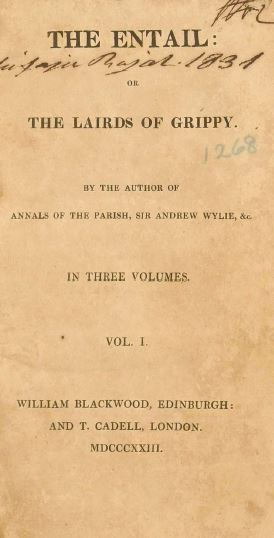 THE ENTAIL:
1831
OR
THE LAIRDS OF GRIPPY.
1268
BY THE AUTHOR OF
ANNALS OF THE PARISH, SIR ANDREW WYLIE, &c.
IN THREE VOLUMES.
VOL. I.
WILLIAM BLACKWOOD, EDINBURGH:
AND T. CADELL, LONDON.
MDCCCXXIII.